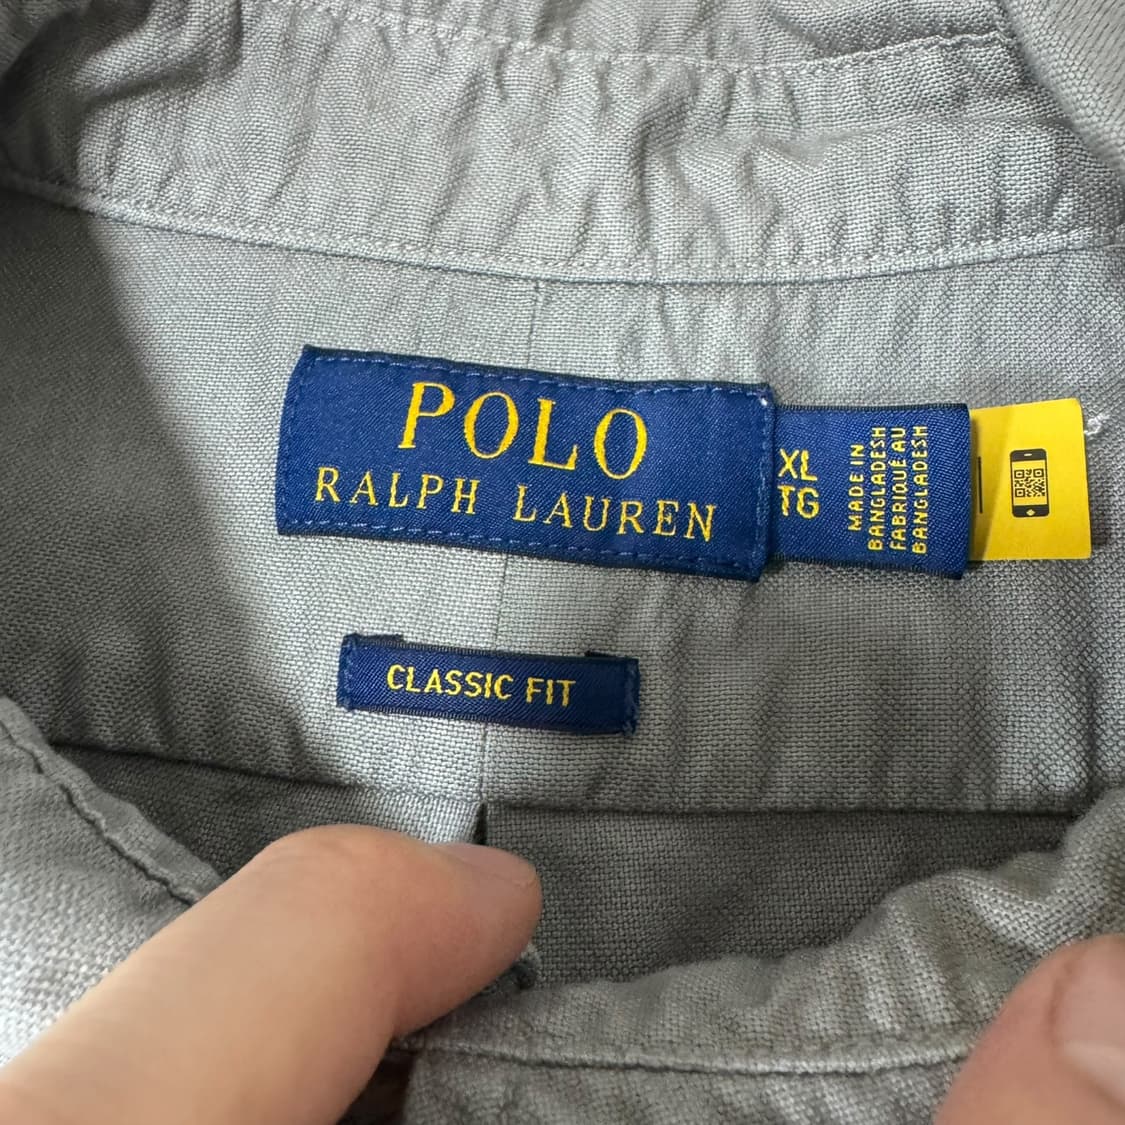 POLO
RALPH LAUREN
XL
TG
MADE IN
BANGLADESH
FABRIQUÉ AU
BANGLADESH
CLASSIC FIT